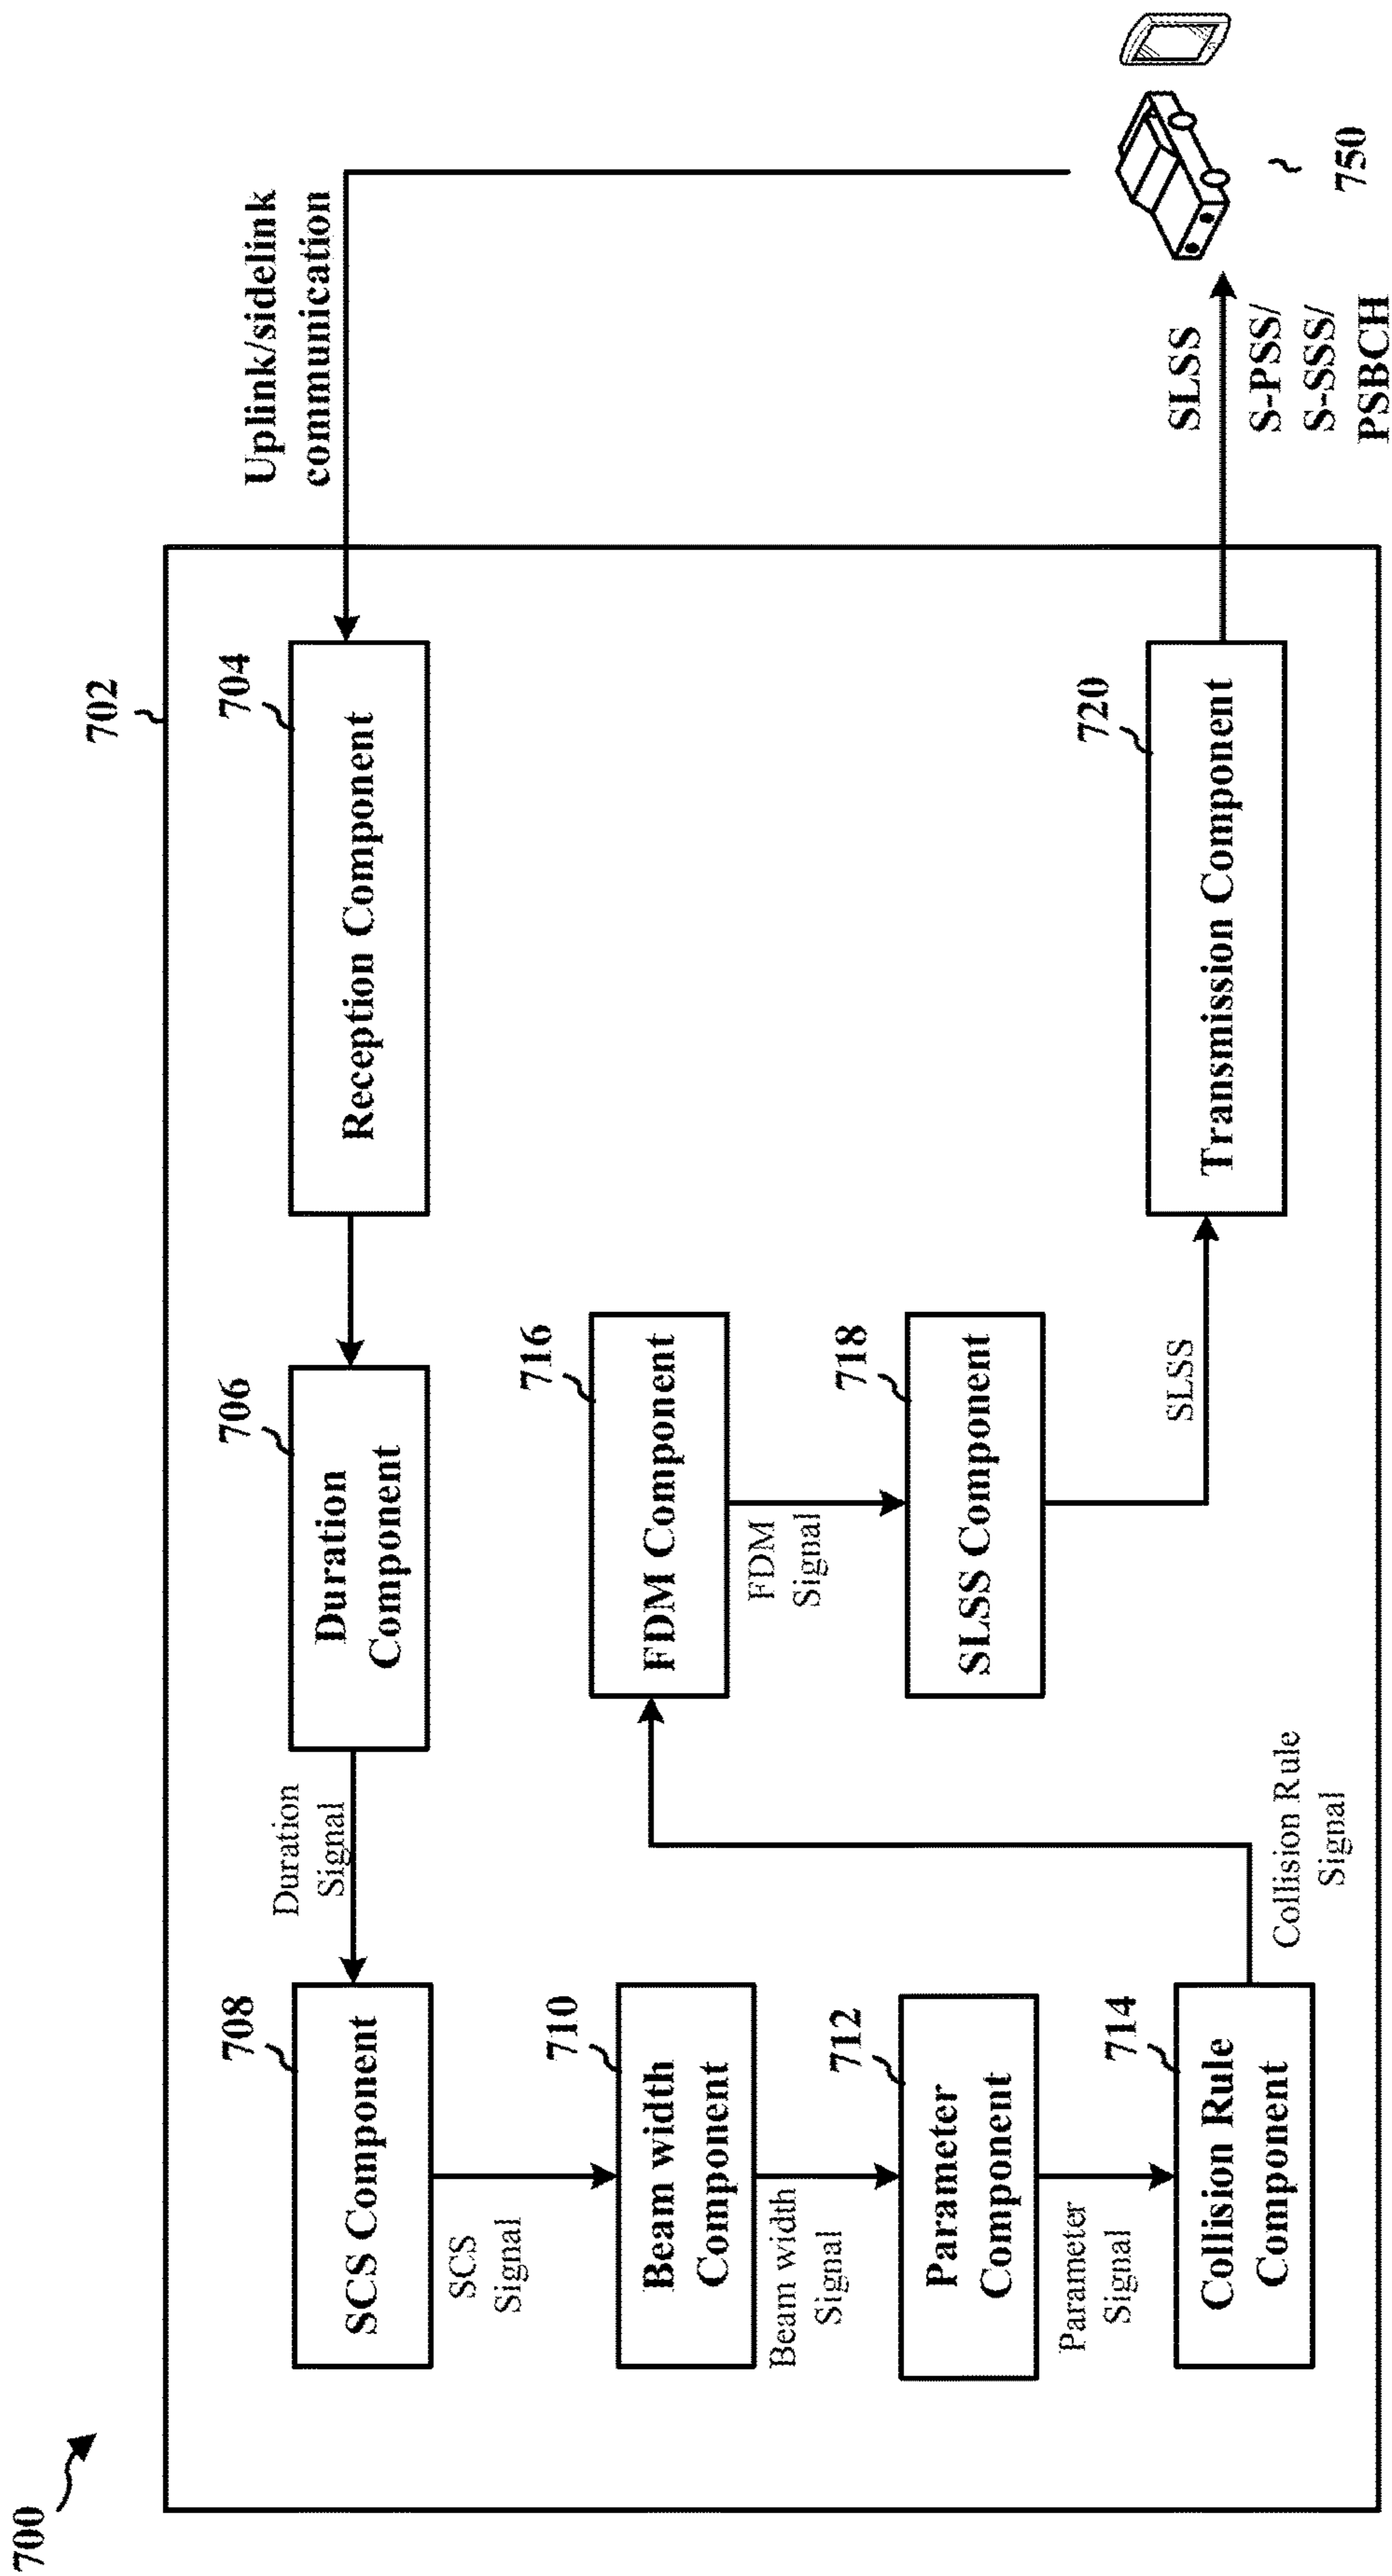 700
702
Uplink/sidelink
communication
704
Reception Component
706
Duration
Component
Duration
Signal
708
SCS Component
SCS
Signal
710
Beam width
Component
Beam width
Signal
712
Parameter
Component
Parameter
Signal
714
Collision Rule
Component
Collision Rule
Signal
716
FDM Component
FDM
Signal
718
SLSS Component
SLSS
720
Transmission Component
SLSS
S-PSS/
S-SSS/
PSBCH
750